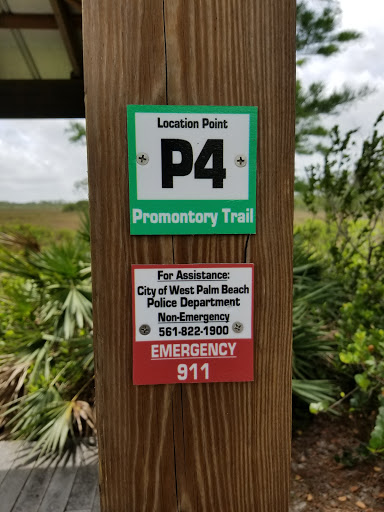 Location Point
P4
Promontory Trail
For Assistance:
City of West Palm Beach
Police Department
Non-Emergency
561-822-1900
EMERGENCY
911